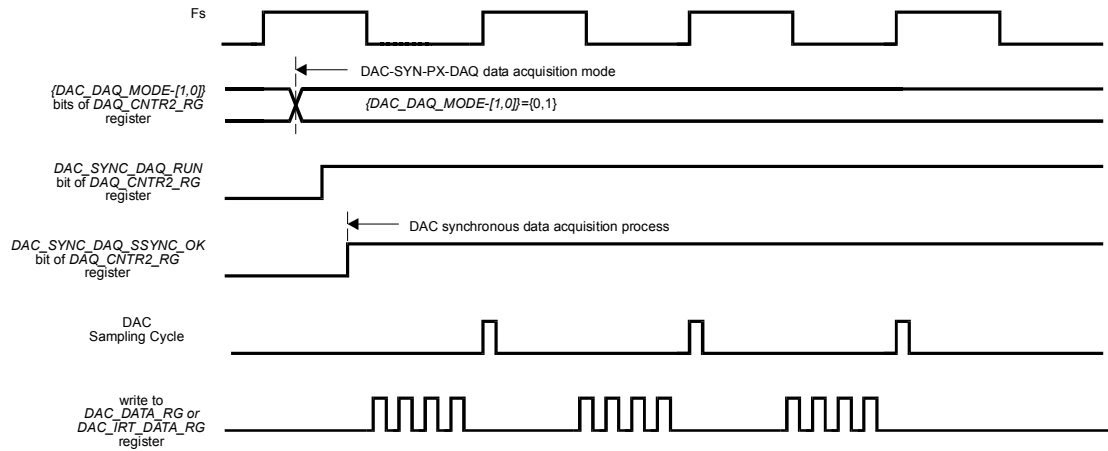 Fs
DAC-SYN-PX-DAQ data acquisition mode
{DAC_DAQ_MODE-[1,0]}
bits of DAQ_CNTR2_RG
register
{DAC_DAQ_MODE-[1,0]}={0,1}
DAC_SYNC_DAQ_RUN
bit of DAQ_CNTR2_RG
register
DAC synchronous data acquisition process
DAC_SYNC_DAQ_SSYNC_OK
bit of DAQ_CNTR2_RG
register
DAC
Sampling Cycle
write to
DAC_DATA_RG or
DAC_IRT_DATA_RG
register